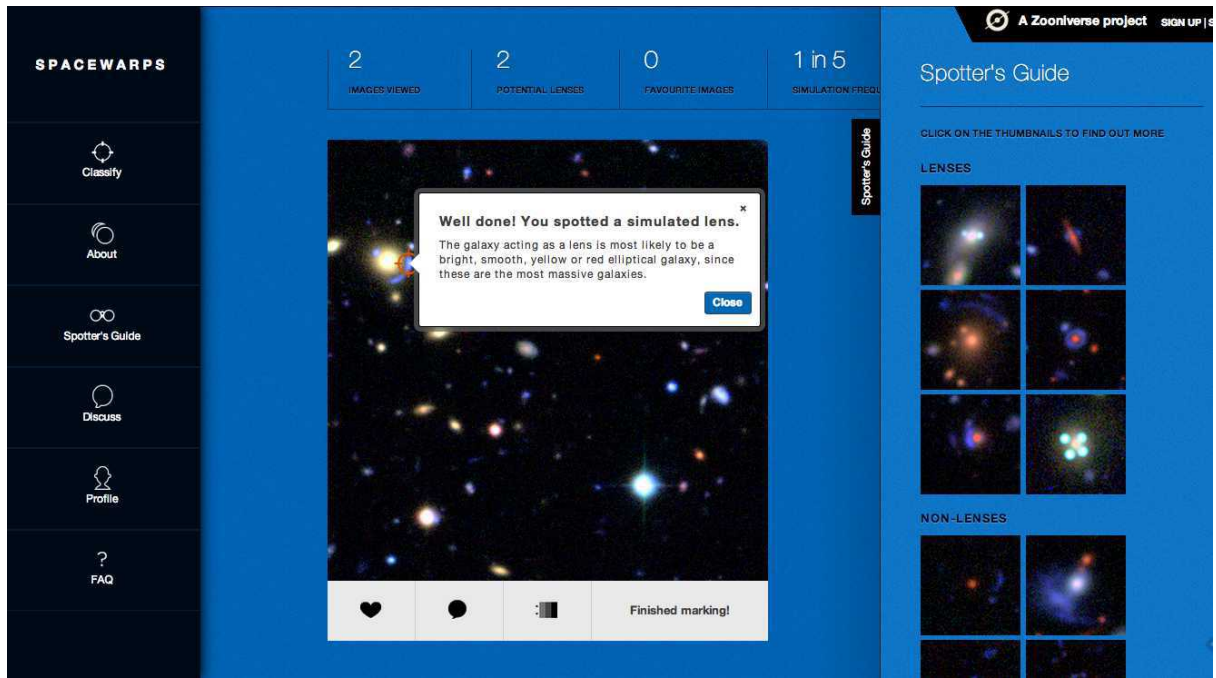 SPACEWARPS
Classify
About
Spotter's Guide
Discuss
Profile
?
FAQ
2
IMAGES VIEWED
2
POTENTIAL LENSES
0
FAVOURITE IMAGES
1 in 5
SIMULATION FREQU
Well done! You spotted a simulated lens.
×
The galaxy acting as a lens is most likely to be a
bright, smooth, yellow or red elliptical galaxy, since
these are the most massive galaxies.
Close
Finished marking!
Spotter's Guide
A Zooniverse project SIGN UP | S
Spotter's Guide
CLICK ON THE THUMBNAILS TO FIND OUT MORE
LENSES
NON-LENSES